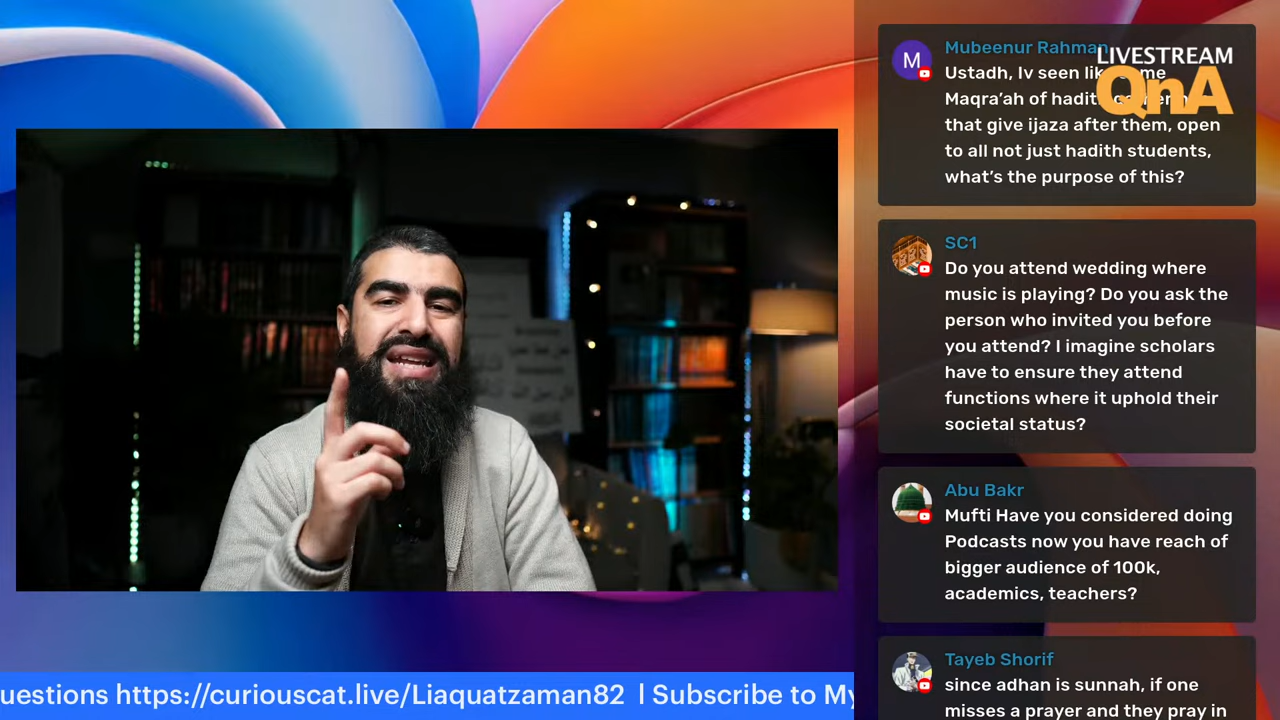 LIVESTREAM
QnA
Mubeenur Rahman
Ustadh, Iv seen
Maqra’ah of
that give ijaza after them, open
to all not just hadith students,
what’s the purpose of this?
SC1
Do you attend wedding where
music is playing? Do you ask the
person who invited you before
you attend? I imagine scholars
have to ensure they attend
functions where it uphold their
societal status?
Abu Bakr
Mufti Have you considered doing
Podcasts now you have reach of
bigger audience of 100k,
academics, teachers?
Tayeb Shorif
since adhan is sunnah, if one
misses a prayer and they pray in
uestions https://curiouscat.live/Liaquatzaman82 | Subscribe to My
M